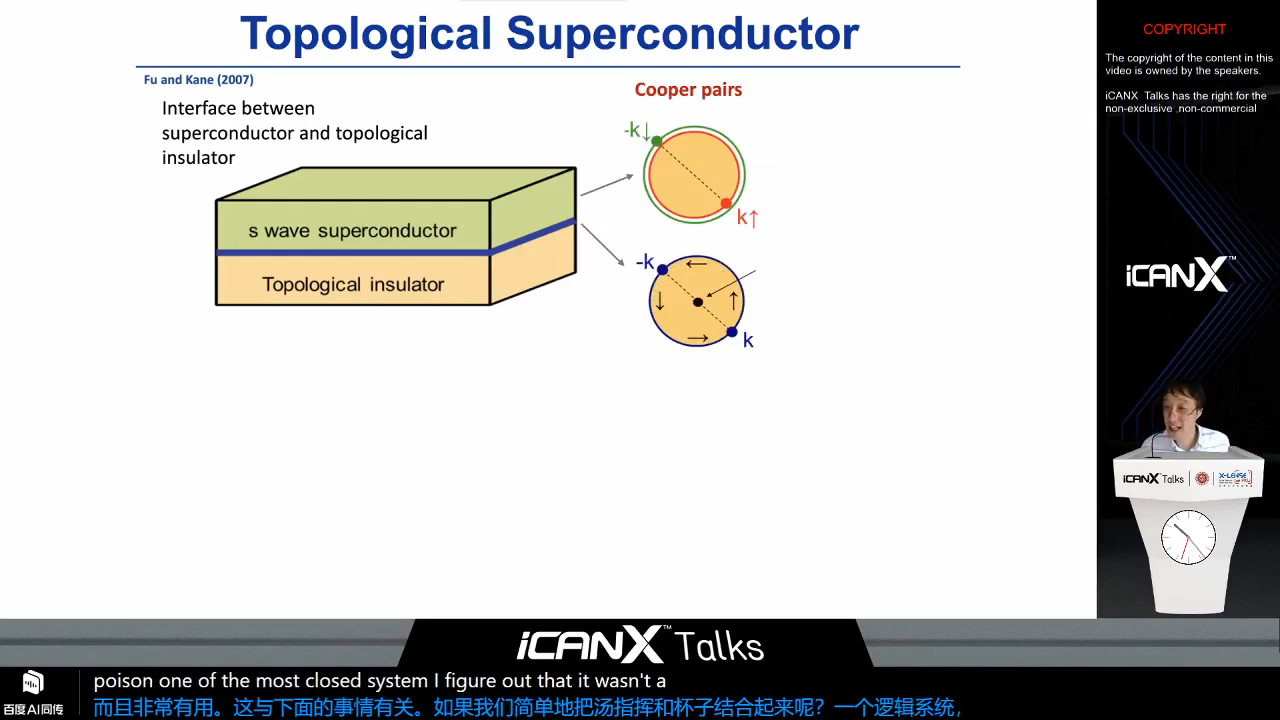 Topological Superconductor
Fu and Kane (2007)
Interface between
superconductor and topological
insulator
s wave superconductor
Topological insulator
Cooper pairs
-k↓
k↑
-k
k
COPYRIGHT
The copyright of the content in this
video is owned by the speakers.
iCANX Talks has the right for the
non-exclusive ,non-commercial
iCANX™
iCANX Talks
X-LENSE
iCANX™ Talks
百度AI同传
poison one of the most closed system I figure out that it wasn't a
而且非常有用。这与下面的事情有关。如果我们简单地把汤指挥和杯子结合起来呢？一个逻辑系统，